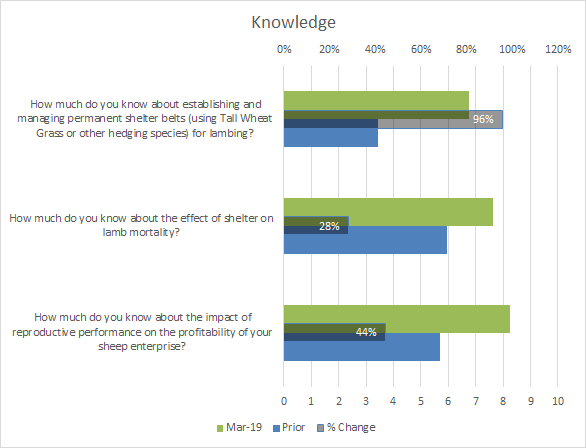 Knowledge
0% 20% 40% 60% 80% 100% 120%
How much do you know about establishing and
managing permanent shelter belts (using Tall Wheat
Grass or other hedging species) for lambing?
96%
How much do you know about the effect of shelter on
lamb mortality?
28%
How much do you know about the impact of
reproductive performance on the profitability of your
sheep enterprise?
44%
0 1 2 3 4 5 6 7 8 9 10
Mar-19 Prior % Change